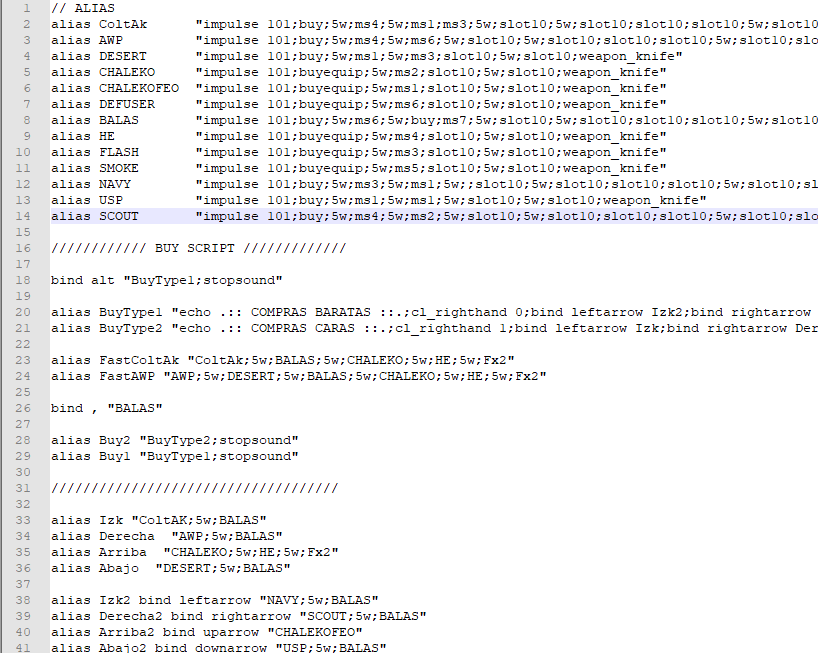 1 // ALIAS
2 alias ColtAk "impulse 101;buy;5w;ms4;5w;ms1;ms3;5w;slot10;5w;slot10;slot10;slot10;5w;slot10
3 alias AWP "impulse 101;buy;5w;ms4;5w;ms6;5w;slot10;5w;slot10;slot10;slot10;5w;slot10;slo
4 alias DESERT "impulse 101;buy;5w;ms1;5w;ms3;slot10;5w;slot10;weapon_knife"
5 alias CHALEKO "impulse 101;buyequip;5w;ms2;slot10;5w;slot10;weapon_knife"
6 alias CHALEKOFEO "impulse 101;buyequip;5w;ms1;slot10;5w;slot10;weapon_knife"
7 alias DEFUSER "impulse 101;buyequip;5w;ms6;slot10;5w;slot10;weapon_knife"
8 alias BALAS "impulse 101;buy;5w;ms6;5w;buy;ms7;5w;slot10;5w;slot10;slot10;slot10;5w;slot10
9 alias HE "impulse 101;buyequip;5w;ms4;slot10;5w;slot10;weapon_knife"
10 alias FLASH "impulse 101;buyequip;5w;ms3;slot10;5w;slot10;weapon_knife"
11 alias SMOKE "impulse 101;buyequip;5w;ms5;slot10;5w;slot10;weapon_knife"
12 alias NAVY "impulse 101;buy;5w;ms3;5w;ms1;5w;;slot10;5w;slot10;slot10;slot10;5w;slot10;sl
13 alias USP "impulse 101;buy;5w;ms1;5w;ms1;5w;slot10;5w;slot10;weapon_knife"
14 alias SCOUT "impulse 101;buy;5w;ms4;5w;ms2;5w;slot10;5w;slot10;slot10;slot10;5w;slot10;slo
15
16 //////////// BUY SCRIPT /////////////
17
18 bind alt "BuyType1;stopsound"
19
20 alias BuyType1 "echo .:: COMPRAS BARATAS ::.;cl_righthand 0;bind leftarrow Izk2;bind rightarrow
21 alias BuyType2 "echo .:: COMPRAS CARAS ::.;cl_righthand 1;bind leftarrow Izk;bind rightarrow Der
22
23 alias FastColtAk "ColtAk;5w;BALAS;5w;CHALEKO;5w;HE;5w;Fx2"
24 alias FastAWP "AWP;5w;DESERT;5w;BALAS;5w;CHALEKO;5w;HE;5w;Fx2"
25
26 bind , "BALAS"
27
28 alias Buy2 "BuyType2;stopsound"
29 alias Buy1 "BuyType1;stopsound"
30
31 ////////////////////////////////////
32
33 alias Izk "ColtAK;5w;BALAS"
34 alias Derecha "AWP;5w;BALAS"
35 alias Arriba "CHALEKO;5w;HE;5w;Fx2"
36 alias Abajo "DESERT;5w;BALAS"
37
38 alias Izk2 bind leftarrow "NAVY;5w;BALAS"
39 alias Derecha2 bind rightarrow "SCOUT;5w;BALAS"
40 alias Arriba2 bind uparrow "CHALEKOFEO"
41 alias Abajo2 bind downarrow "USP;5w;BALAS"